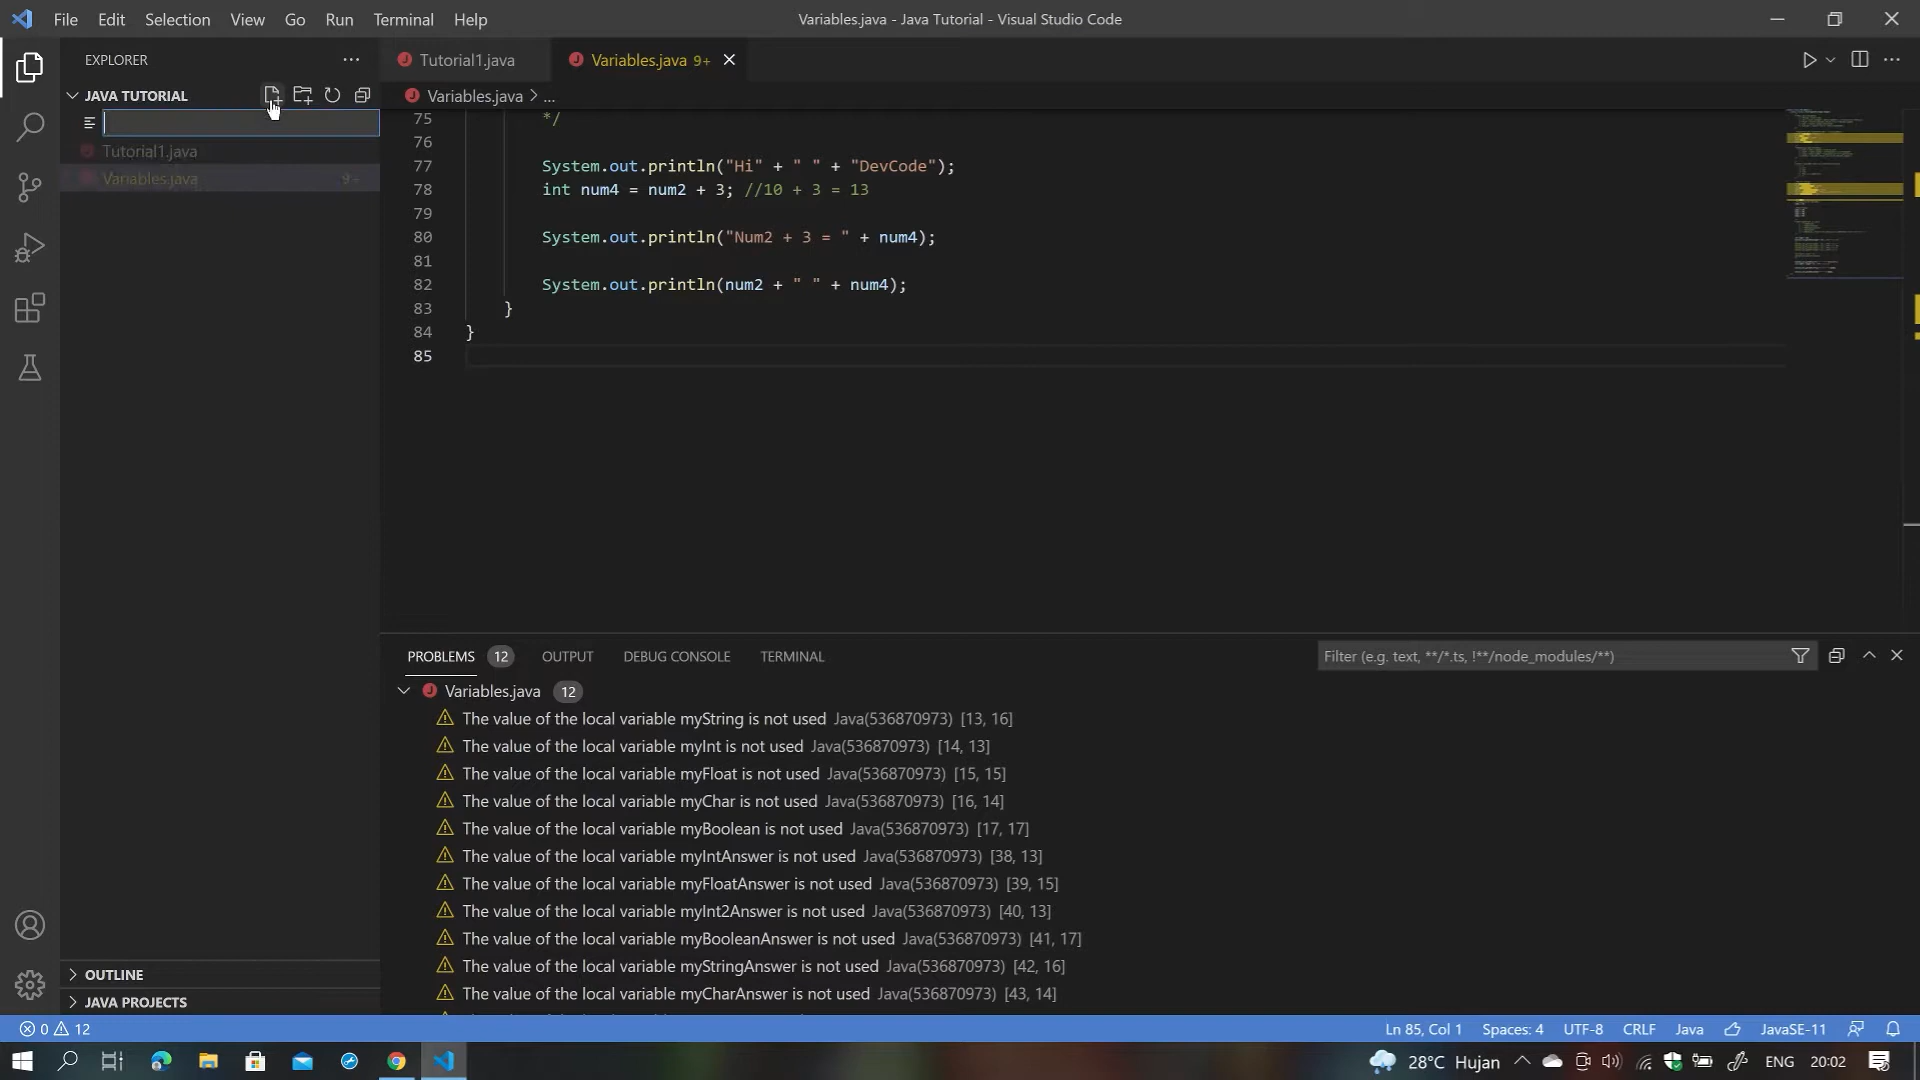 File Edit Selection View Go Run Terminal Help
Variables.java - Java Tutorial - Visual Studio Code
EXPLORER
JAVA TUTORIAL
Tutorial1.java
Variables.java 9+
OUTLINE
JAVA PROJECTS
Tutorial1.java
Variables.java 9+
Variables.java > ...
75 */
76
77 System.out.println("Hi" + " " + "DevCode");
78 int num4 = num2 + 3; //10 + 3 = 13
79
80 System.out.println("Num2 + 3 = " + num4);
81
82 System.out.println(num2 + " " + num4);
83 }
84 }
85
PROBLEMS 12 OUTPUT DEBUG CONSOLE TERMINAL
Filter (e.g. text, **/*.ts, !**/node_modules/**)
Variables.java 12
The value of the local variable myString is not used Java(536870973) [13, 16]
The value of the local variable myInt is not used Java(536870973) [14, 13]
The value of the local variable myFloat is not used Java(536870973) [15, 15]
The value of the local variable myChar is not used Java(536870973) [16, 14]
The value of the local variable myBoolean is not used Java(536870973) [17, 17]
The value of the local variable myIntAnswer is not used Java(536870973) [38, 13]
The value of the local variable myFloatAnswer is not used Java(536870973) [39, 15]
The value of the local variable myInt2Answer is not used Java(536870973) [40, 13]
The value of the local variable myBooleanAnswer is not used Java(536870973) [41, 17]
The value of the local variable myStringAnswer is not used Java(536870973) [42, 16]
The value of the local variable myCharAnswer is not used Java(536870973) [43, 14]
0 12
Ln 85, Col 1 Spaces: 4 UTF-8 CRLF Java JavaSE-11
28°C Hujan ENG 20:02